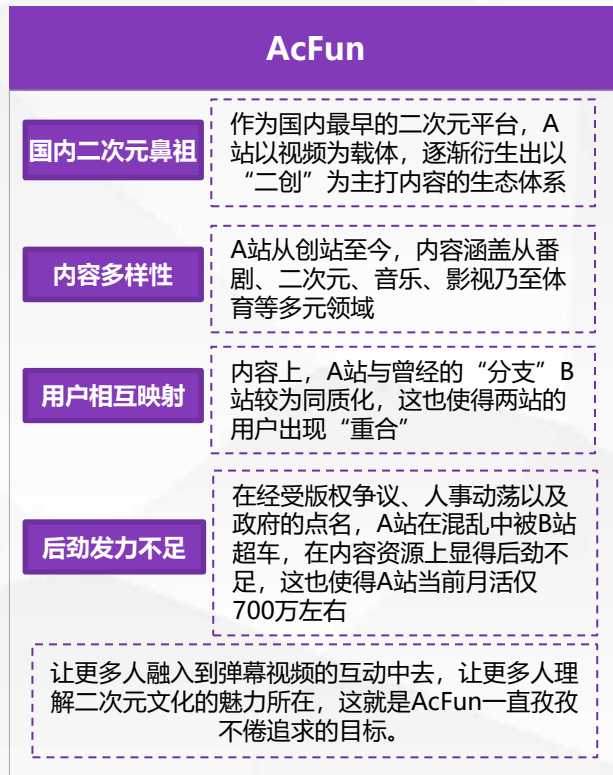 AcFun
国内二次元鼻祖
作为国内最早的二次元平台，A
站以视频为载体，逐渐衍生出以
“二创”为主打内容的生态体系
内容多样性
A站从创站至今，内容涵盖从番
剧、二次元、音乐、影视乃至体
育等多元领域
用户相互映射
内容上，A站与曾经的“分支”B
站较为同质化，这也使得两站的
用户出现“重合”
后劲发力不足
在经受版权争议、人事动荡以及
政府的点名，A站在混乱中被B站
超车，在内容资源上显得后劲不
足，这也使得A站当前月活仅
700万左右
让更多人融入到弹幕视频的互动中去，让更多人理
解二次元文化的魅力所在，这就是AcFun一直孜孜
不倦追求的目标。